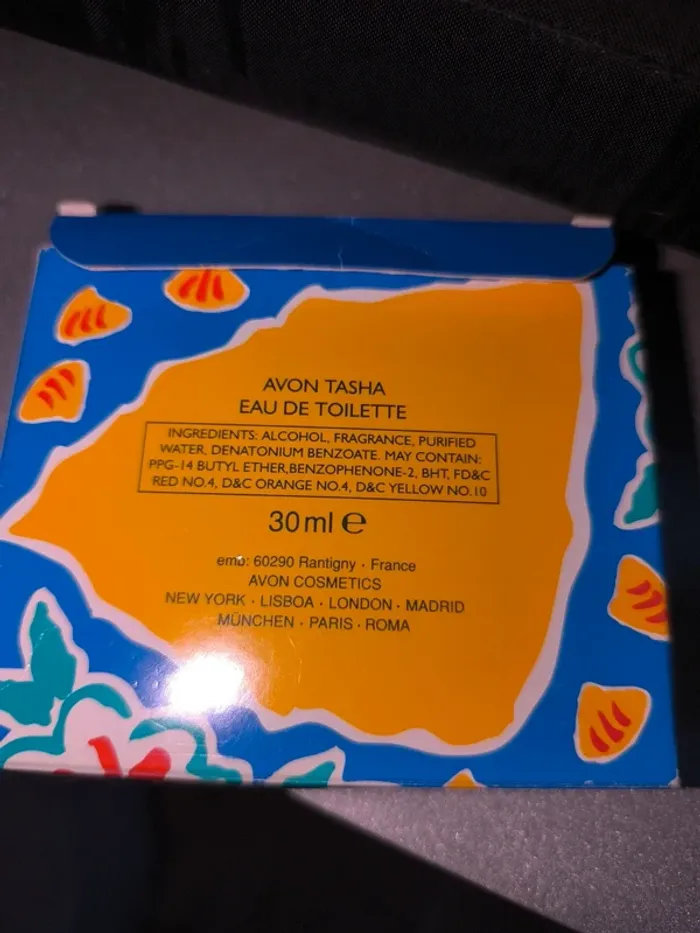 AVON TASHA
EAU DE TOILETTE
INGREDIENTS: ALCOHOL, FRAGRANCE, PURIFIED
WATER, DENATONIUM BENZOATE. MAY CONTAIN:
PPG-14 BUTYL ETHER,BENZOPHENONE-2, BHT, FD&C
RED NO.4, D&C ORANGE NO.4, D&C YELLOW NO.10
30ml ℮
emb: 60290 Rantigny · France
AVON COSMETICS
NEW YORK · LISBOA · LONDON · MADRID
MÜNCHEN · PARIS · ROMA